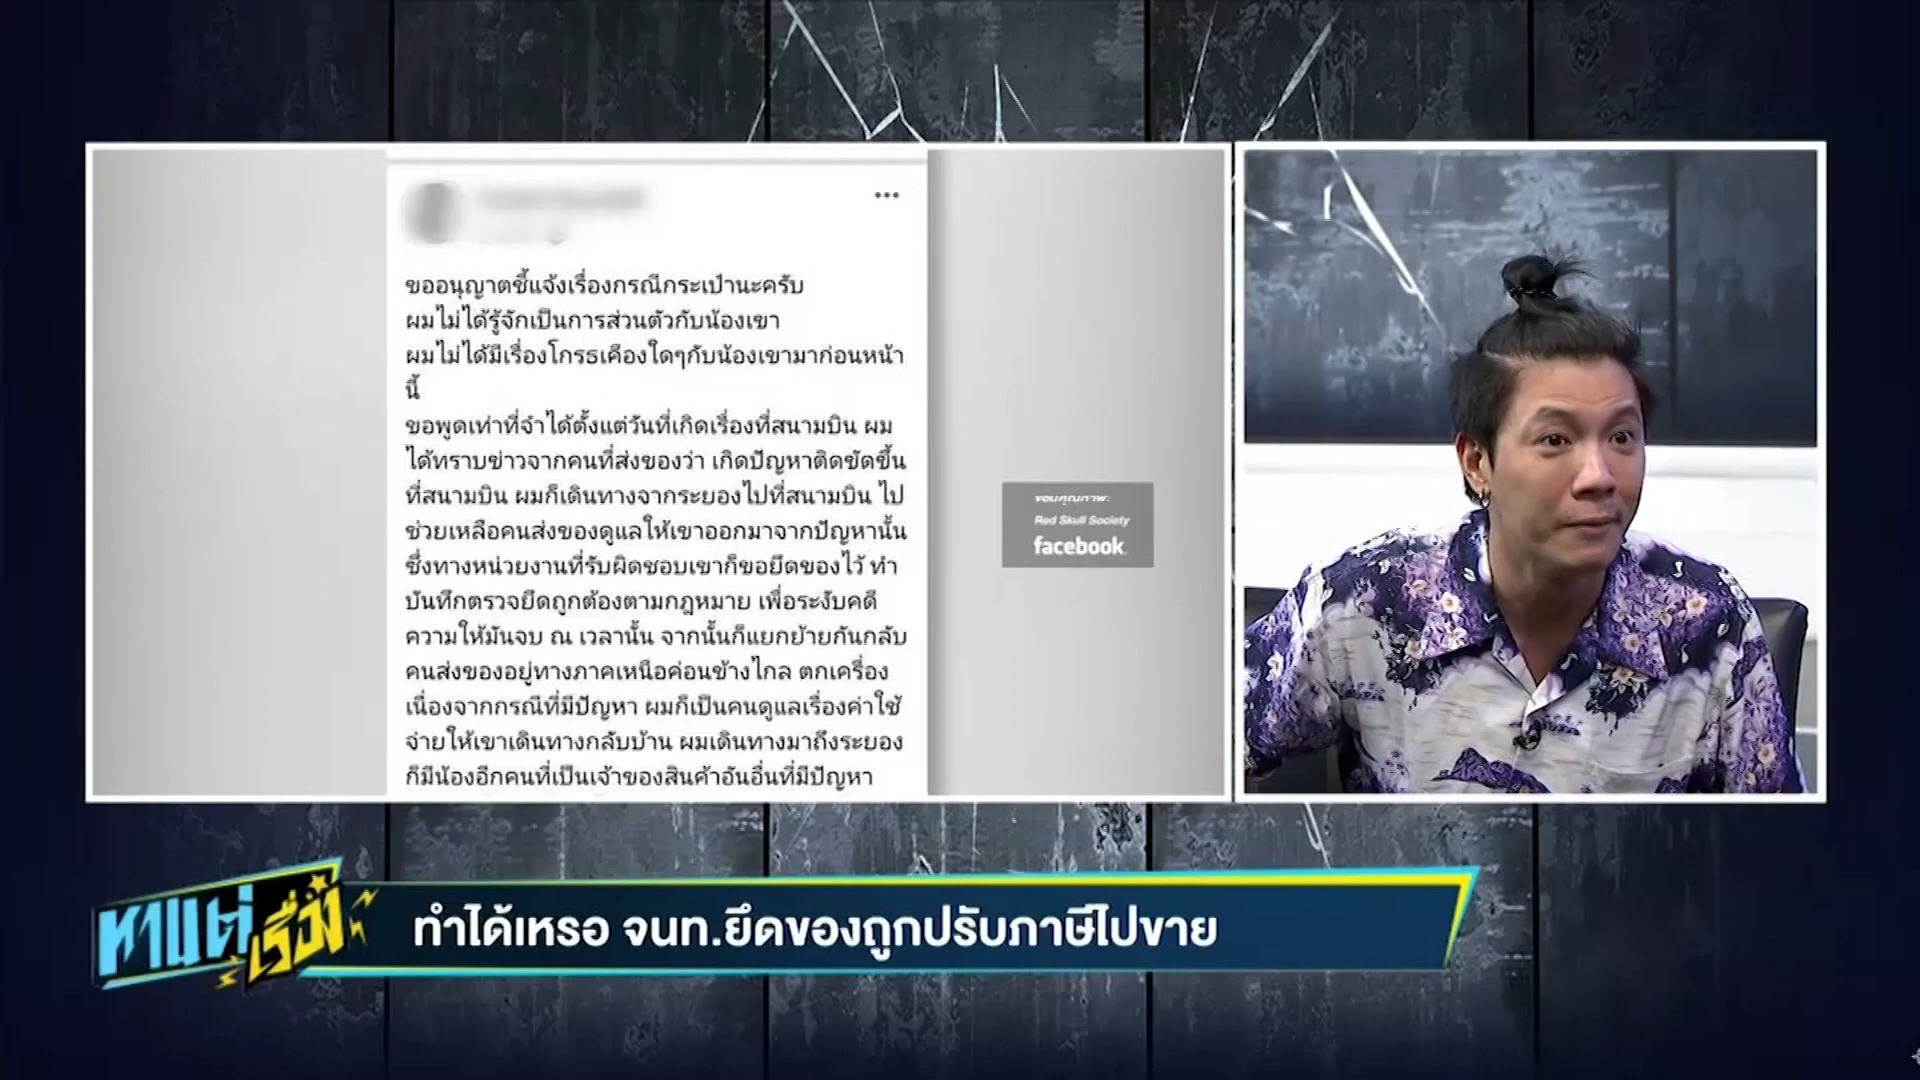 ขออนุญาตชี้แจ้งเรื่องกรณีกระเป๋านะครับ
ผมไม่ได้รู้จักเป็นการส่วนตัวกับน้องเขา
ผมไม่ได้มีเรื่องโกรธเคืองใดๆกับน้องเขามาก่อนหน้า
นี้
ขอพูดเท่าที่จำได้ตั้งแต่วันที่เกิดเรื่องที่สนามบิน ผม
ได้ทราบข่าวจากคนที่ส่งของว่า เกิดปัญหาติดขัดขึ้น
ที่สนามบิน ผมก็เดินทางจากระยองไปที่สนามบิน ไป
ช่วยเหลือคนส่งของดูแลให้เขาออกมาจากปัญหานั้น
ซึ่งทางหน่วยงานที่รับผิดชอบเขาก็ขอยึดของไว้ ทำ
บันทึกตรวจยึดถูกต้องตามกฎหมาย เพื่อระงับคดี
ความให้มันจบ ณ เวลานั้น จากนั้นก็แยกย้ายกันกลับ
คนส่งของอยู่ทางภาคเหนือค่อนข้างไกล ตกเครื่อง
เนื่องจากกรณีที่มีปัญหา ผมก็เป็นคนดูแลเรื่องค่าใช้
จ่ายให้เขาเดินทางกลับบ้าน ผมเดินทางมาถึงระยอง
ก็มีน้องอีกคนที่เป็นเจ้าของสินค้าอันอื่นที่มีปัญหา
ขอบคุณภาพ:
Red Skull Society
facebook
หาแต่เรื่อง
ทำได้เหรอ จนท.ยึดของถูกปรับภาษีไปขาย